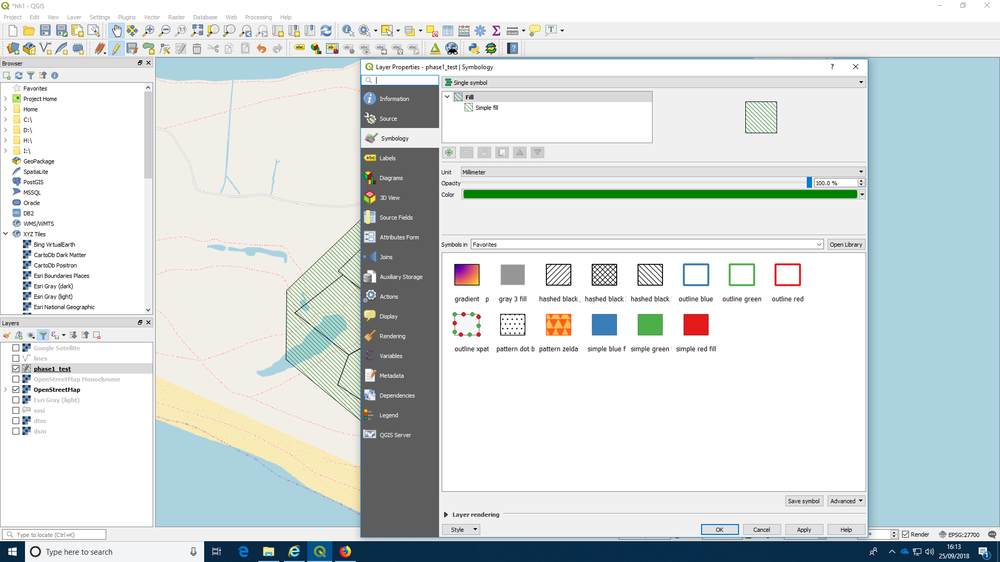 *hh1 - QGIS
Project Edit View Layer Settings Plugins Vector Raster Database Web Processing Help
Browser
Favorites
Project Home
Home
C:\
D:\
H:\
I:\
GeoPackage
SpatiaLite
PostGIS
MSSQL
Oracle
DB2
WMS/WMTS
XYZ Tiles
Bing VirtualEarth
CartoDb Dark Matter
CartoDb Positron
Esri Boundaries Places
Esri Gray (dark)
Esri Gray (light)
Esri National Geographic
Layers
Google Satellite
lines
phase1_test
OpenStreetMap Monochrome
OpenStreetMap
Esri Gray (light)
sssi
dtm
dsm
Type to locate (Ctrl+K)
Layer Properties - phase1_test | Symbology
Information
Source
Symbology
Labels
Diagrams
3D View
Source Fields
Attributes Form
Joins
Auxiliary Storage
Actions
Display
Rendering
Variables
Metadata
Dependencies
Legend
QGIS Server
Single symbol
Fill
Simple fill
Unit Millimeter
Opacity 100.0 %
Color
Symbols in Favorites Open Library
gradient p gray 3 fill hashed black / hashed black hashed black outline blue outline green outline red
outline xpat pattern dot b pattern zelda simple blue f simple green simple red fill
Save symbol Advanced
Layer rendering
Style OK Cancel Apply Help
Render EPSG:27700
Type here to search
16:13
25/09/2018
1